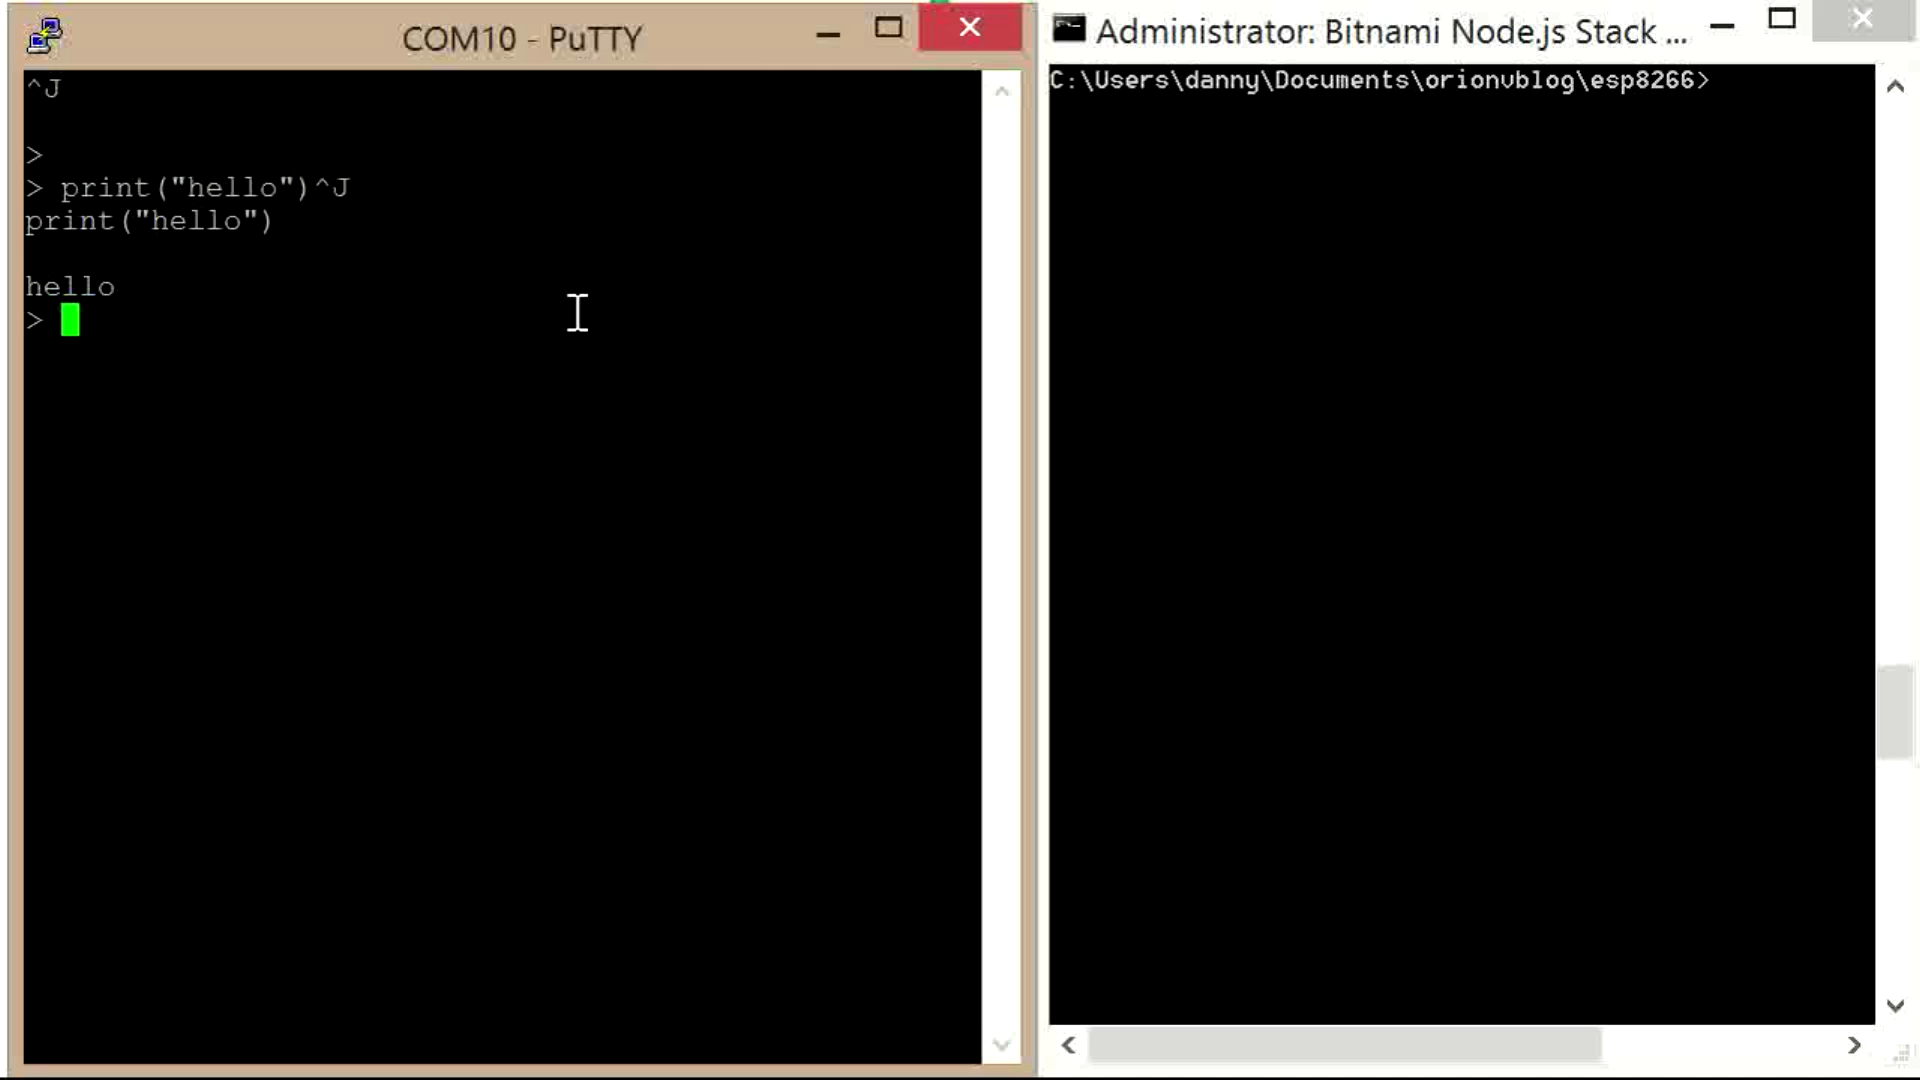 COM10 - PuTTY
^J
>
> print("hello")^J
print("hello")
hello
>
Administrator: Bitnami Node.js Stack ...
C:\Users\danny\Documents\orionvblog\esp8266>